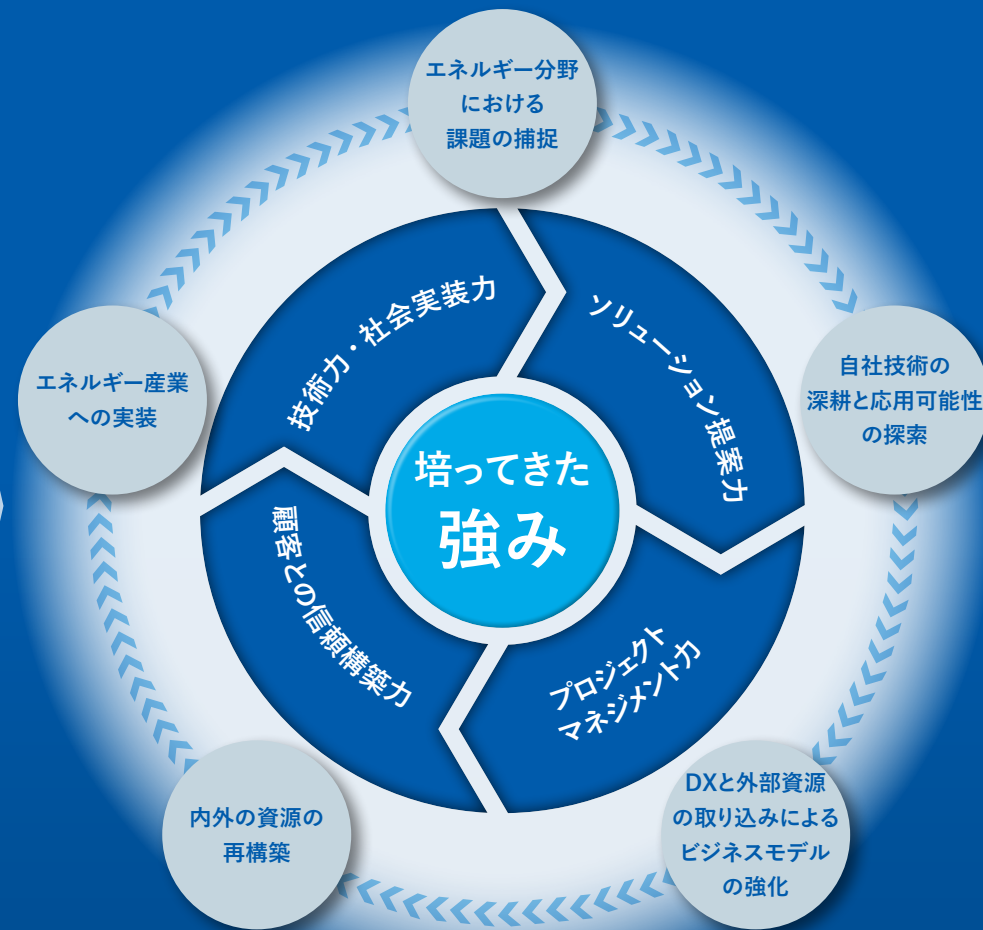 エネルギー分野
における
課題の捕捉
自社技術の
深耕と応用可能性
の探索
DXと外部資源
の取り込みによる
ビジネスモデル
の強化
内外の資源の
再構築
エネルギー産業
への実装
技術力・社会実装力
ソリューション提案力
プロジェクト
マネジメント力
顧客との信頼構築力
培ってきた
強み